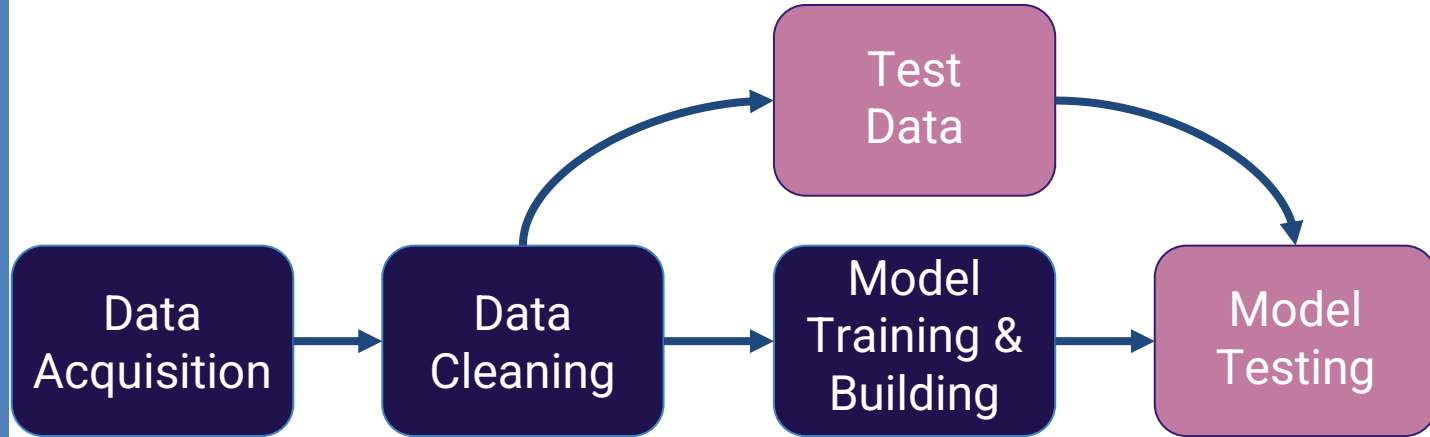 Test
Data
Data
Acquisition
Data
Cleaning
Model
Training &
Building
Model
Testing